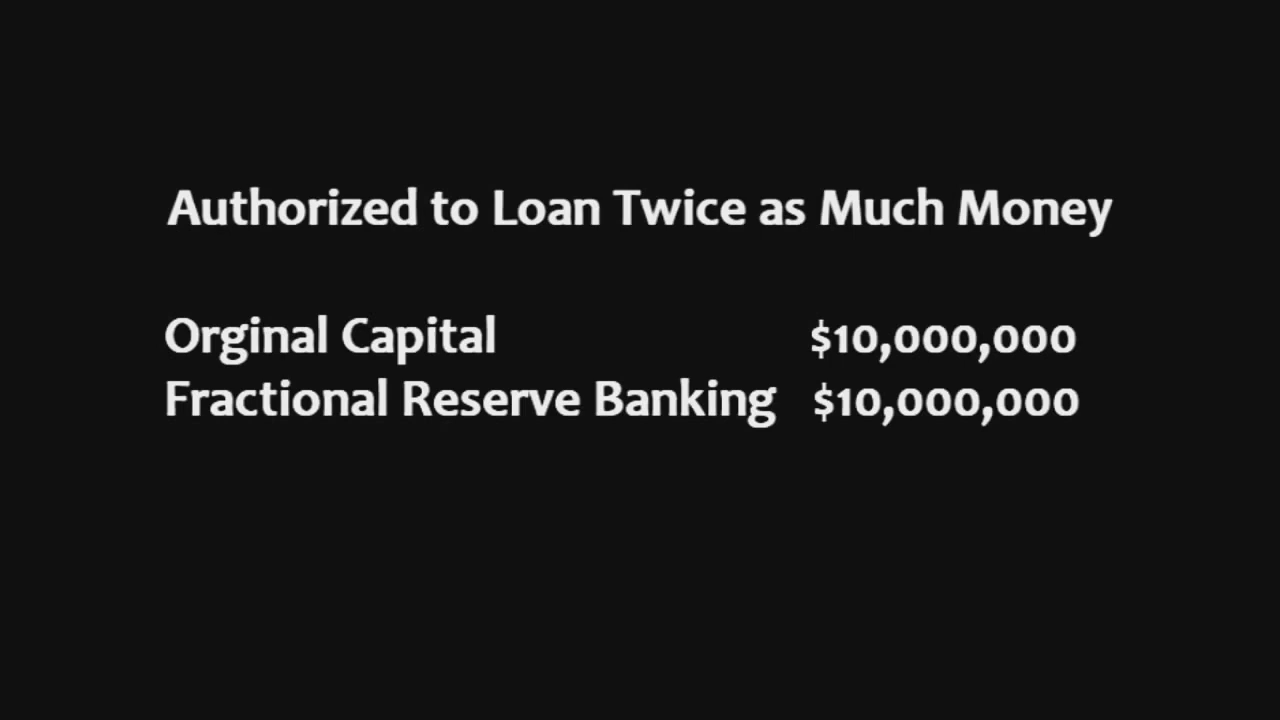 Authorized to Loan Twice as Much Money
Orginal Capital $10,000,000
Fractional Reserve Banking $10,000,000